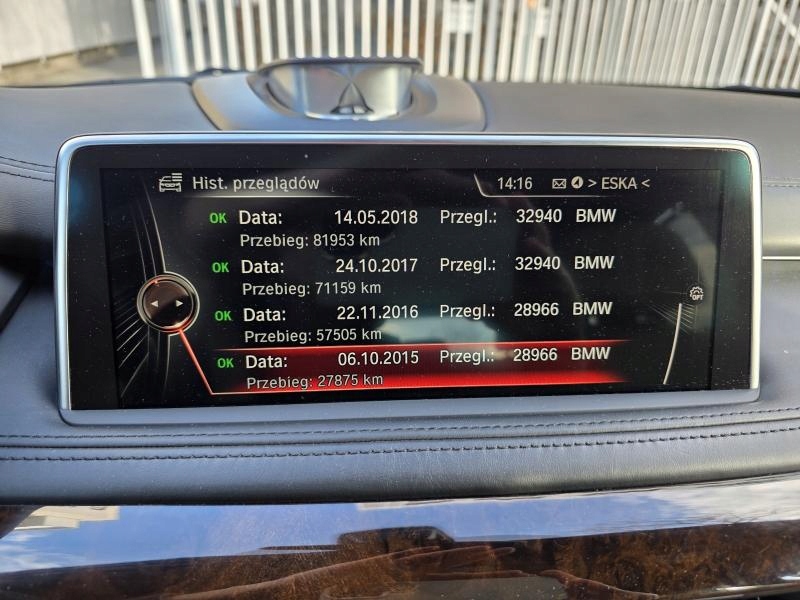 Hist. przeglądów 14:16 > ESKA <
OK Data: 14.05.2018 Przegl.: 32940 BMW
Przebieg: 81953 km
OK Data: 24.10.2017 Przegl.: 32940 BMW
Przebieg: 71159 km
OK Data: 22.11.2016 Przegl.: 28966 BMW
Przebieg: 57505 km
OK Data: 06.10.2015 Przegl.: 28966 BMW
Przebieg: 27875 km
OPT